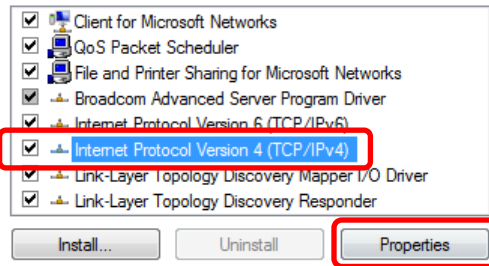 Client for Microsoft Networks
QoS Packet Scheduler
File and Printer Sharing for Microsoft Networks
Broadcom Advanced Server Program Driver
Internet Protocol Version 6 (TCP/IPv6)
Internet Protocol Version 4 (TCP/IPv4)
Link-Layer Topology Discovery Mapper I/O Driver
Link-Layer Topology Discovery Responder
Install... Uninstall Properties